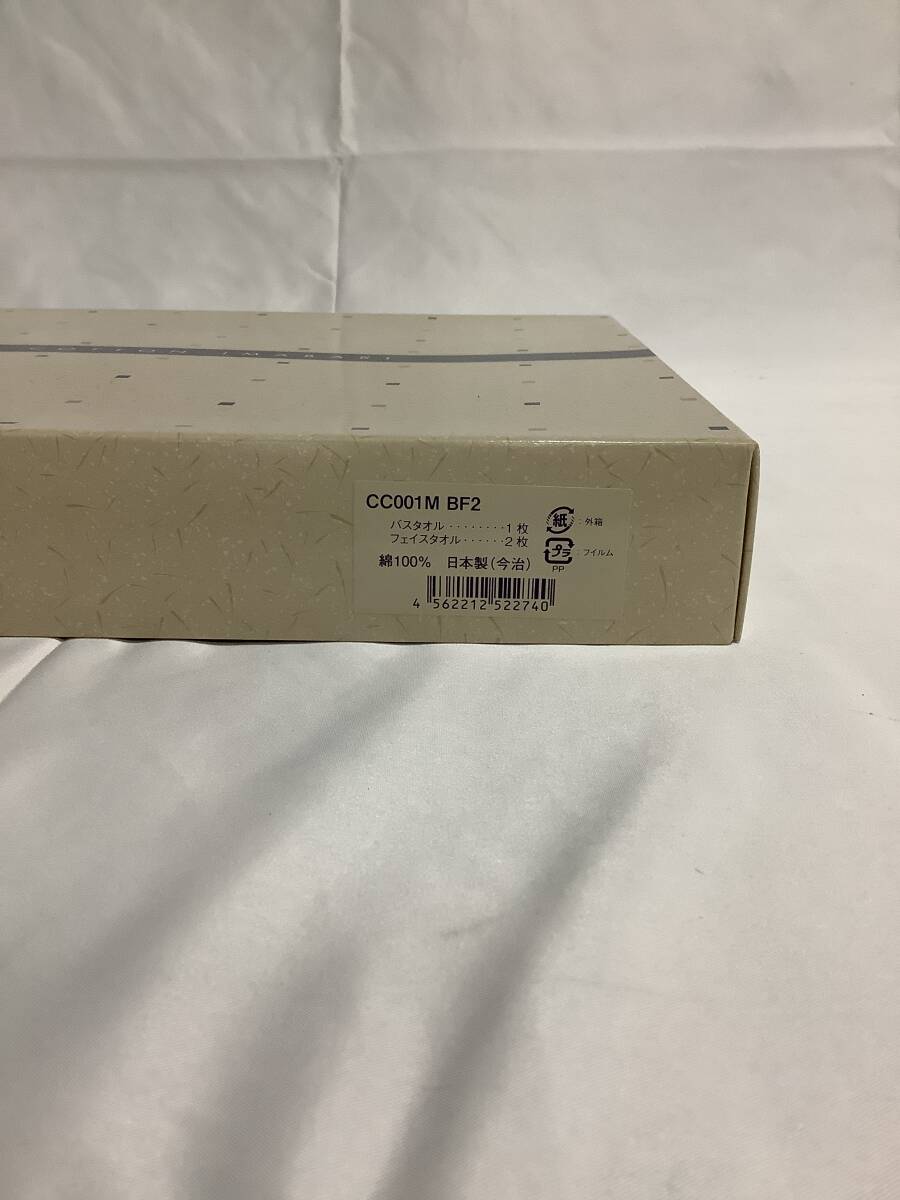 COTTON IMABARI
CC001M BF2
バスタオル・・・・・・・・1枚
フェイスタオル・・・・・・2枚
綿100% 日本製(今治)
4 562212 522740
紙 : 外箱
プラ : フイルム
PP